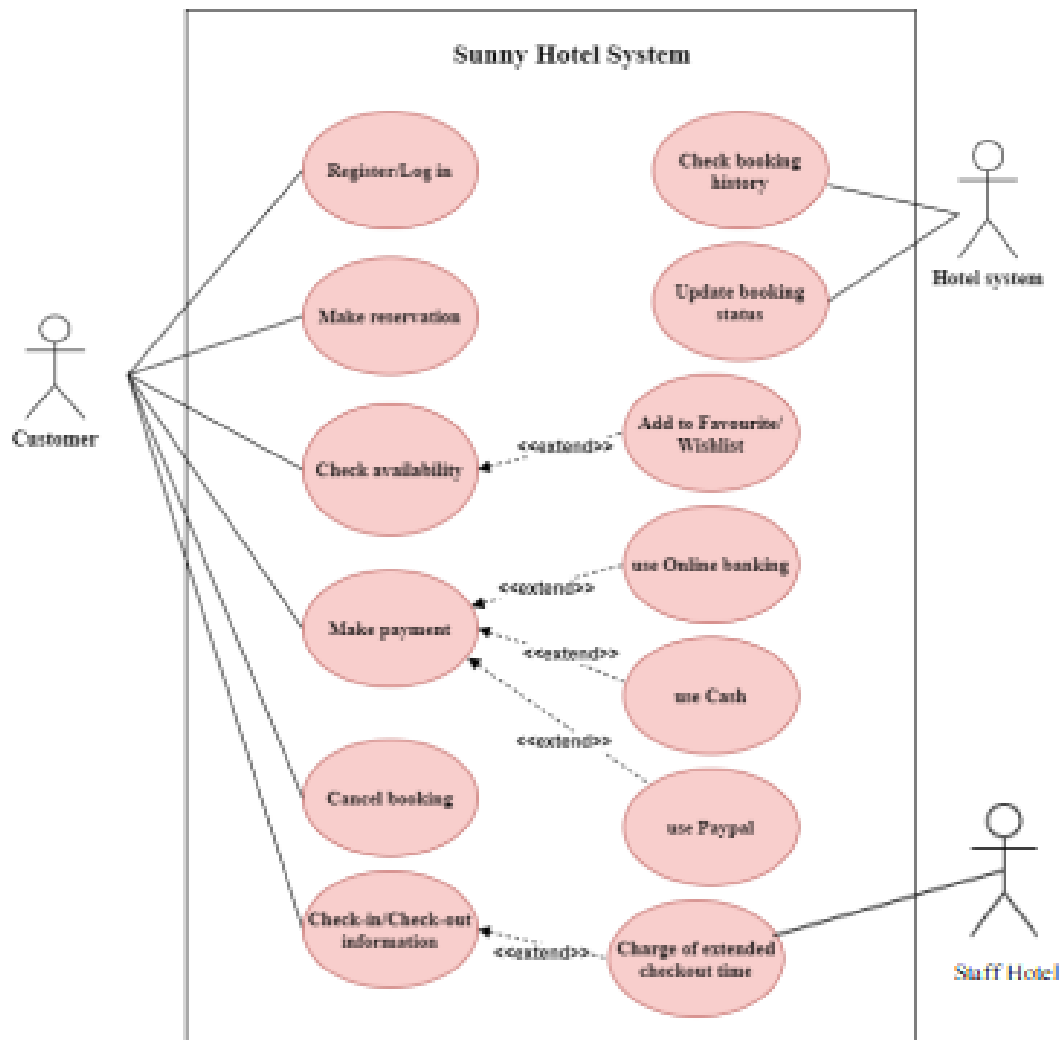 Sunny Hotel System
Register/Log in
Check booking
history
Hotel system
Make reservation
Update booking
status
Customer
Check availability
<<extend>>
Add to Favourite/
Wishlist
Make payment
<<extend>>
use Online banking
<<extend>>
use Cash
<<extend>>
use Paypal
Cancel booking
Check-in/Check-out
information
<<extend>>
Charge of extended
checkout time
Staff Hotel